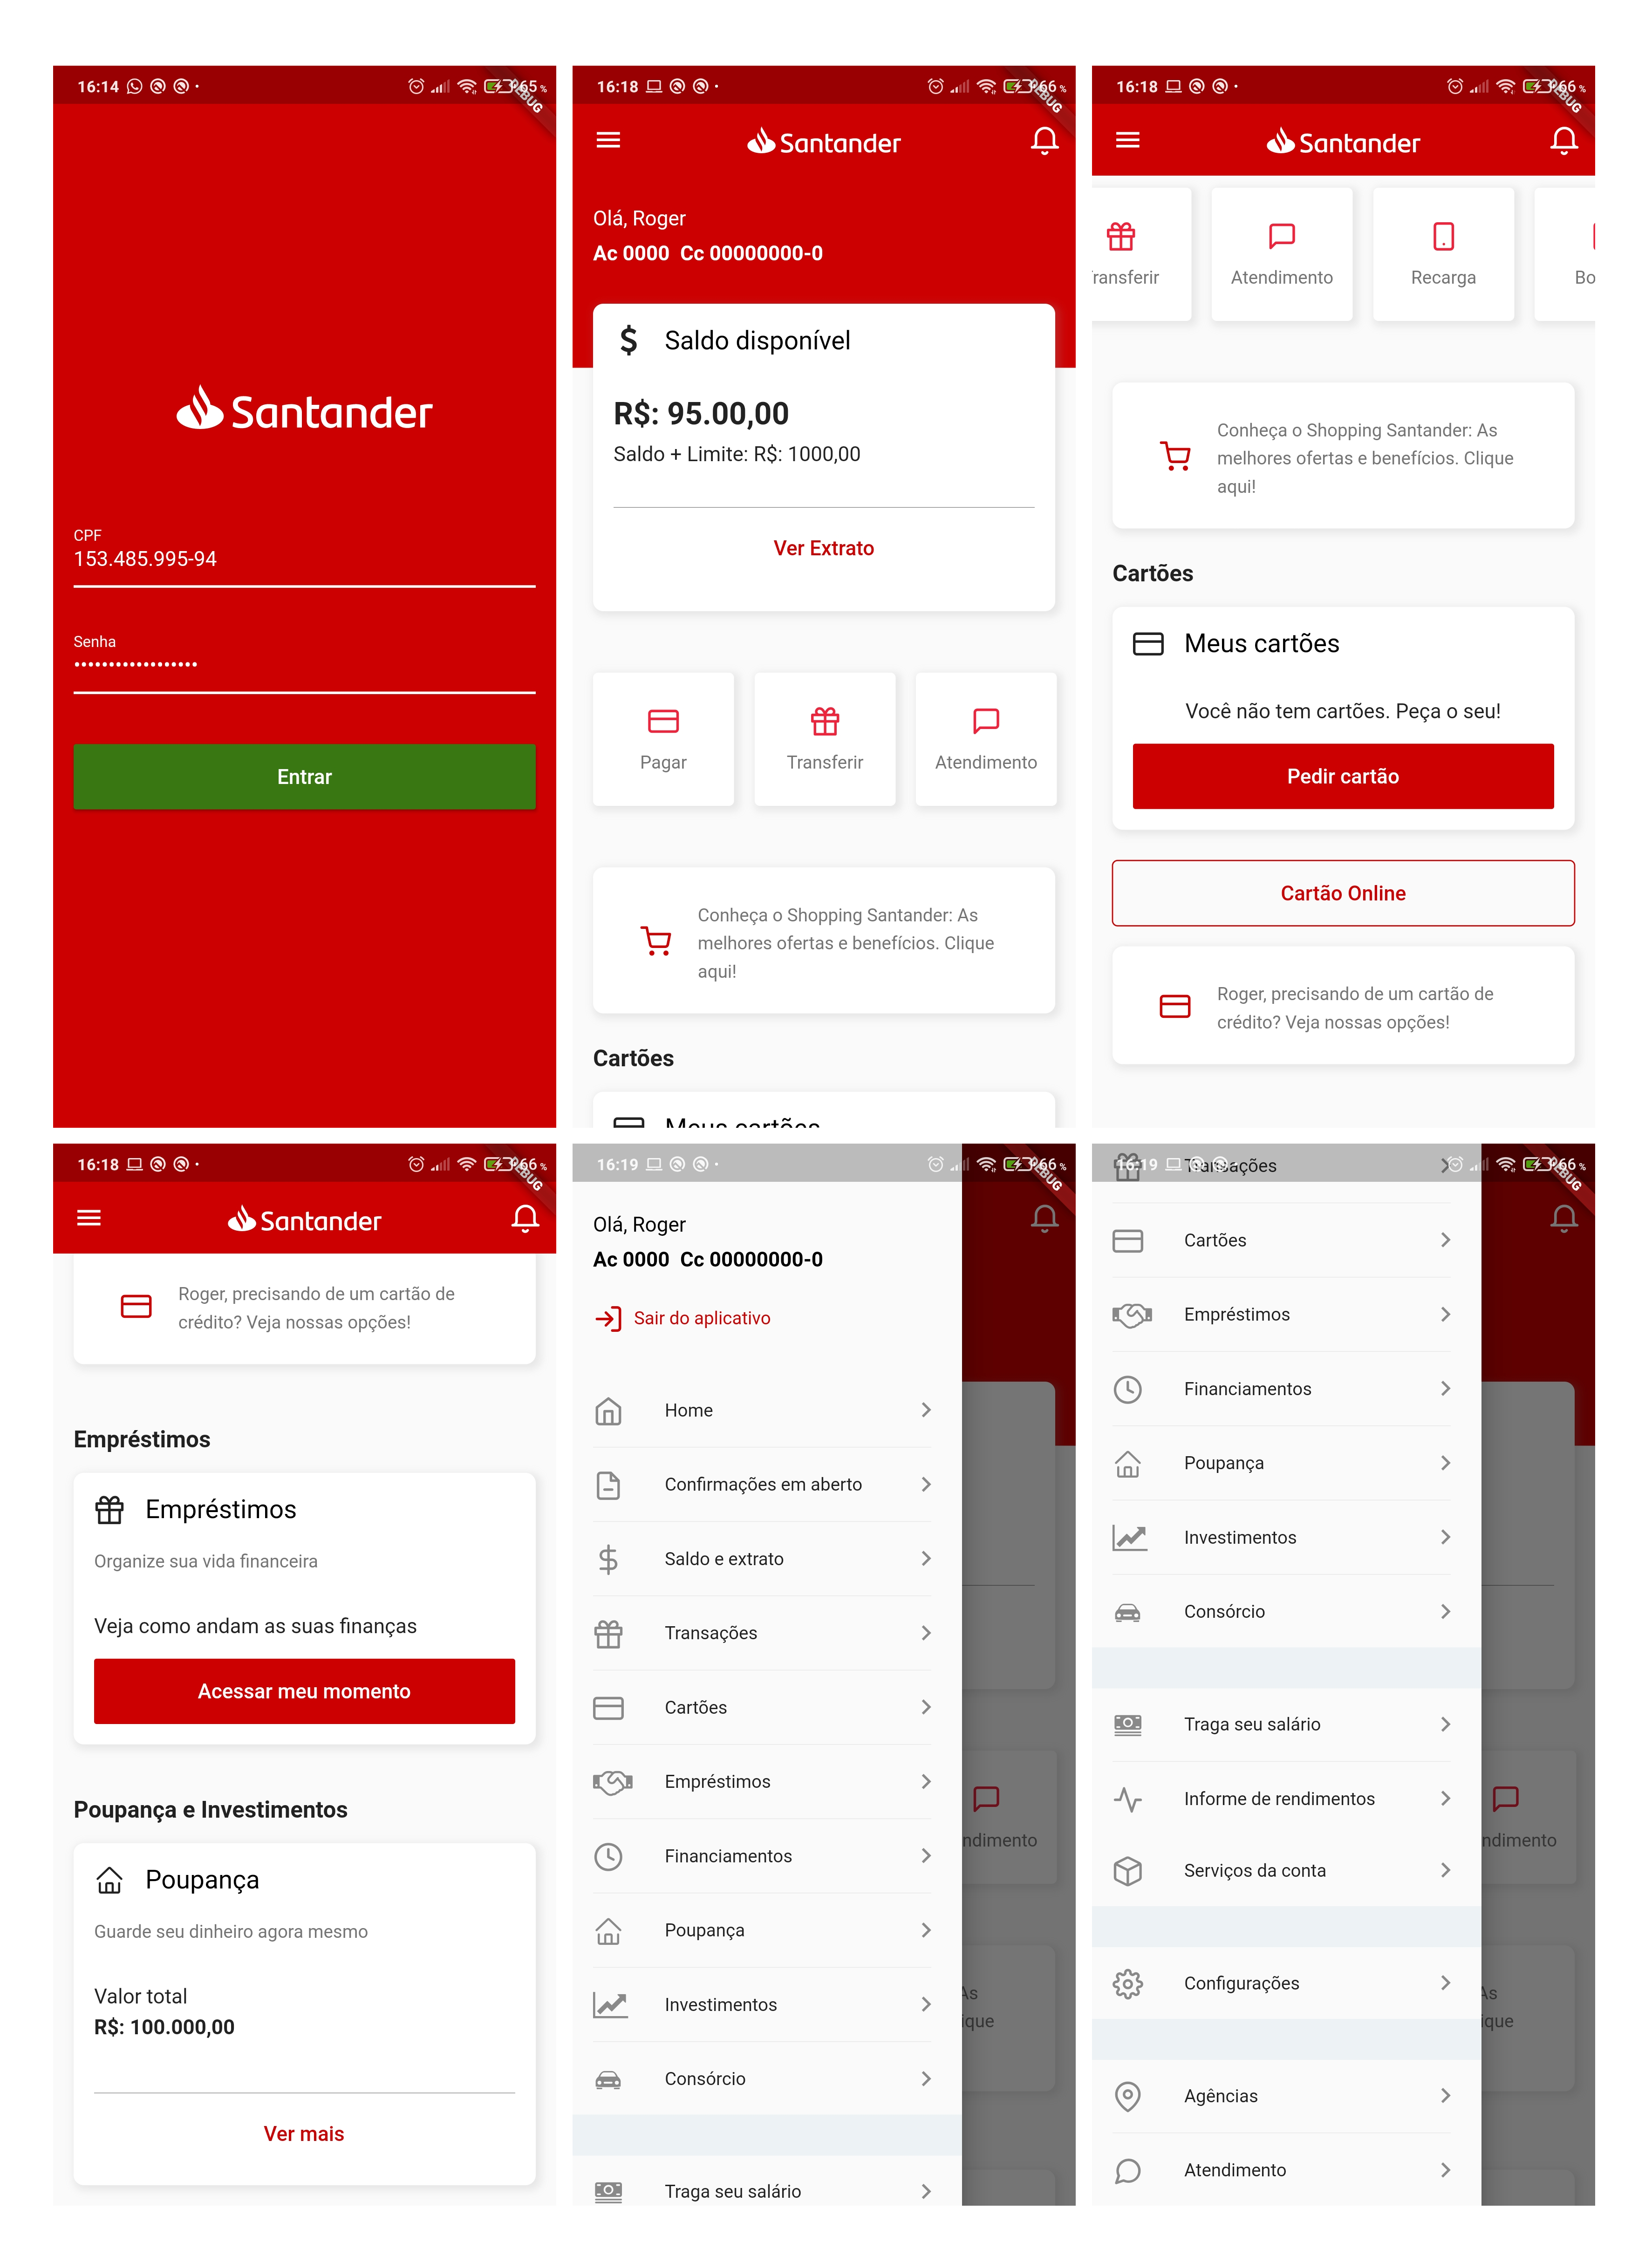 16:14
65%
DEBUG
Santander
CPF
153.485.995-94
Senha
••••••••••••••••••
Entrar
16:18
66%
DEBUG
Santander
Olá, Roger
Ac 0000 Cc 00000000-0
$ Saldo disponível
R$: 95.00,00
Saldo + Limite: R$: 1000,00
Ver Extrato
Pagar
Transferir
Atendimento
Conheça o Shopping Santander: As
melhores ofertas e benefícios. Clique
aqui!
Cartões
Meus cartões
16:18
66%
DEBUG
Santander
ransferir
Atendimento
Recarga
Bo
Conheça o Shopping Santander: As
melhores ofertas e benefícios. Clique
aqui!
Cartões
Meus cartões
Você não tem cartões. Peça o seu!
Pedir cartão
Cartão Online
Roger, precisando de um cartão de
crédito? Veja nossas opções!
16:18
66%
DEBUG
Santander
Roger, precisando de um cartão de
crédito? Veja nossas opções!
Empréstimos
Empréstimos
Organize sua vida financeira
Veja como andam as suas finanças
Acessar meu momento
Poupança e Investimentos
Poupança
Guarde seu dinheiro agora mesmo
Valor total
R$: 100.000,00
Ver mais
16:19
66%
DEBUG
Olá, Roger
Ac 0000 Cc 00000000-0
Sair do aplicativo
Home
Confirmações em aberto
Saldo e extrato
Transações
Cartões
Empréstimos
Financiamentos
Poupança
Investimentos
Consórcio
Traga seu salário
ndimento
As
ique
16:19
66%
DEBUG
Transações
Cartões
Empréstimos
Financiamentos
Poupança
Investimentos
Consórcio
Traga seu salário
Informe de rendimentos
Serviços da conta
Configurações
Agências
Atendimento
ndimento
As
ique